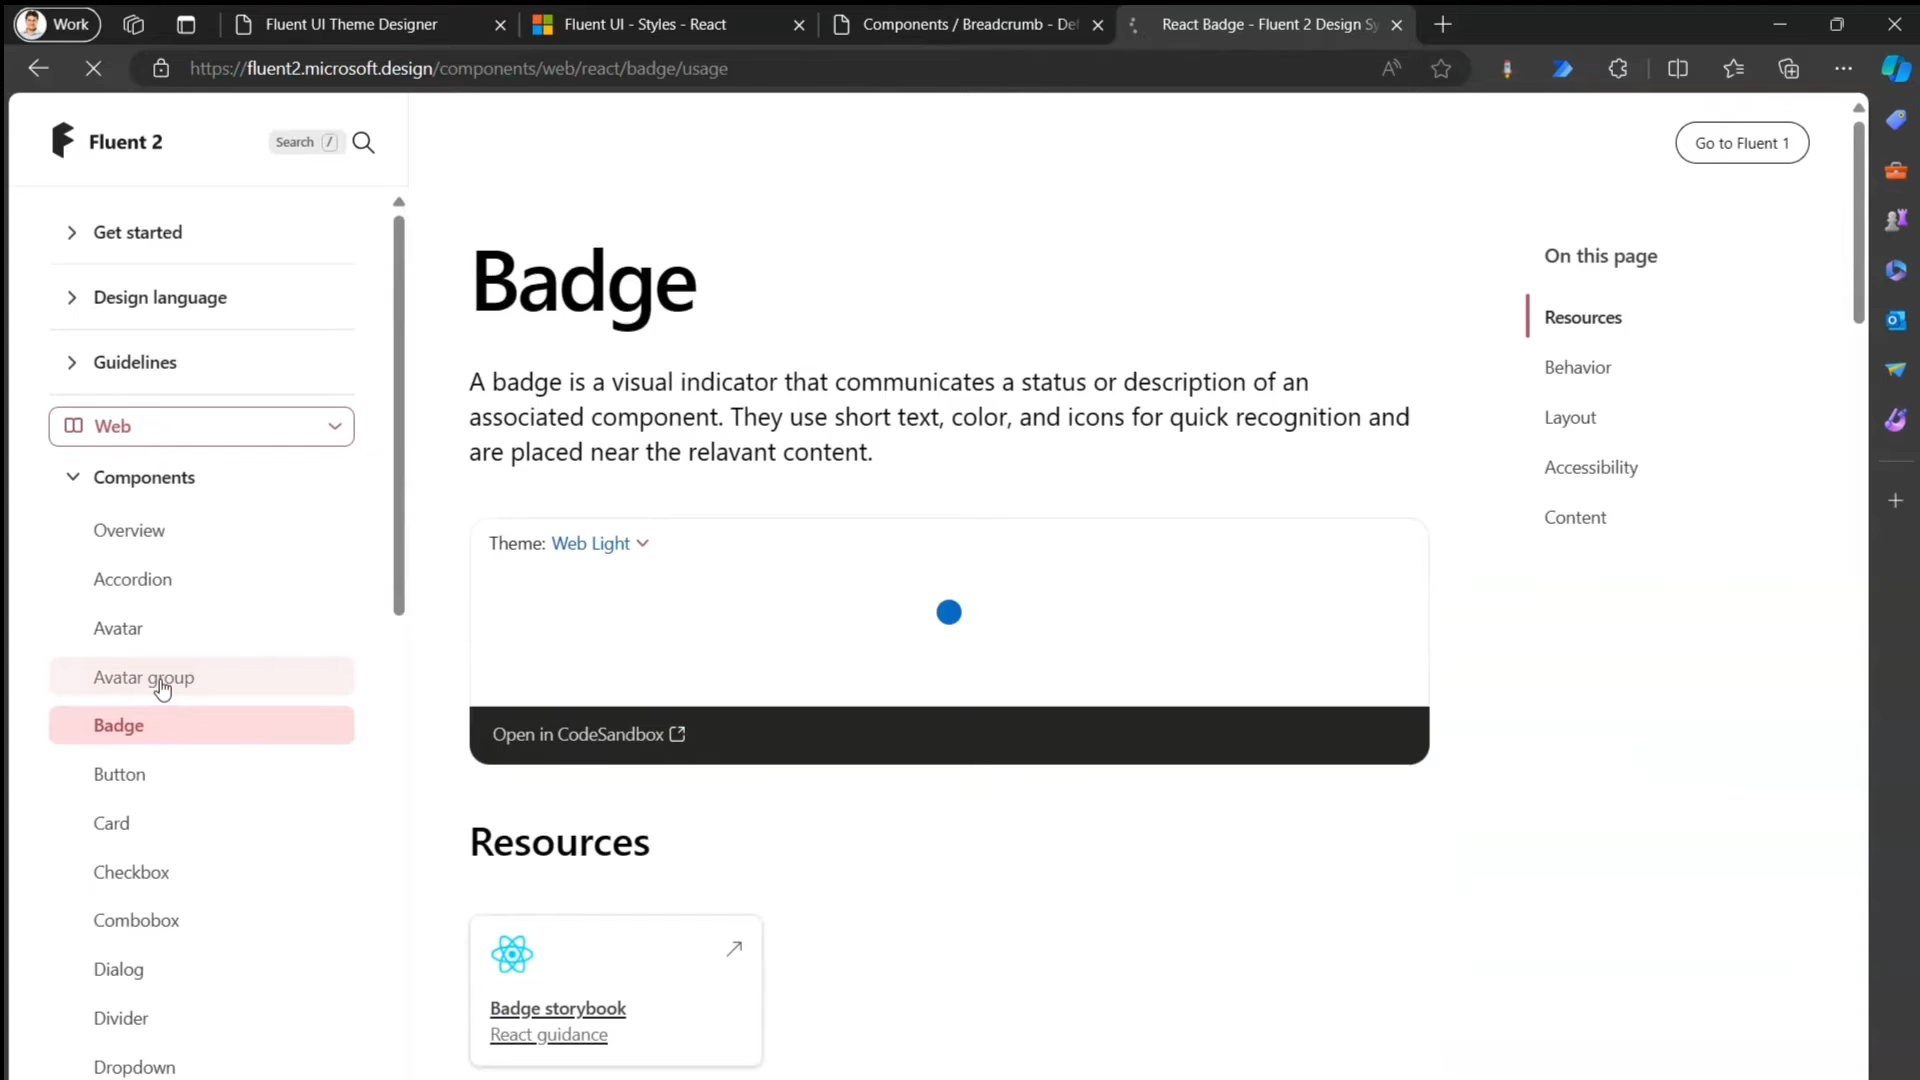 Work
Fluent UI Theme Designer
Fluent UI - Styles - React
Components / Breadcrumb - Def
React Badge - Fluent 2 Design Sy
https://fluent2.microsoft.design/components/web/react/badge/usage
Fluent 2
Search /
Go to Fluent 1
Get started
Design language
Guidelines
Web
Components
Overview
Accordion
Avatar
Avatar group
Badge
Button
Card
Checkbox
Combobox
Dialog
Divider
Dropdown
Badge
A badge is a visual indicator that communicates a status or description of an
associated component. They use short text, color, and icons for quick recognition and
are placed near the relavant content.
Theme: Web Light
Open in CodeSandbox
Resources
Badge storybook
React guidance
On this page
Resources
Behavior
Layout
Accessibility
Content